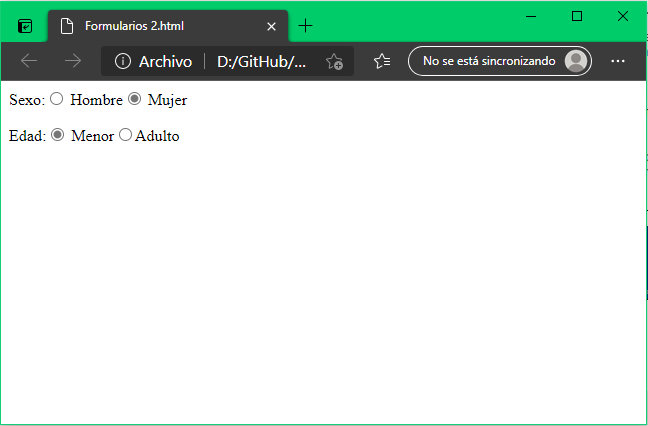 Formularios 2.html
Archivo D:/GitHub/... No se está sincronizando
Sexo: Hombre Mujer
Edad: Menor Adulto